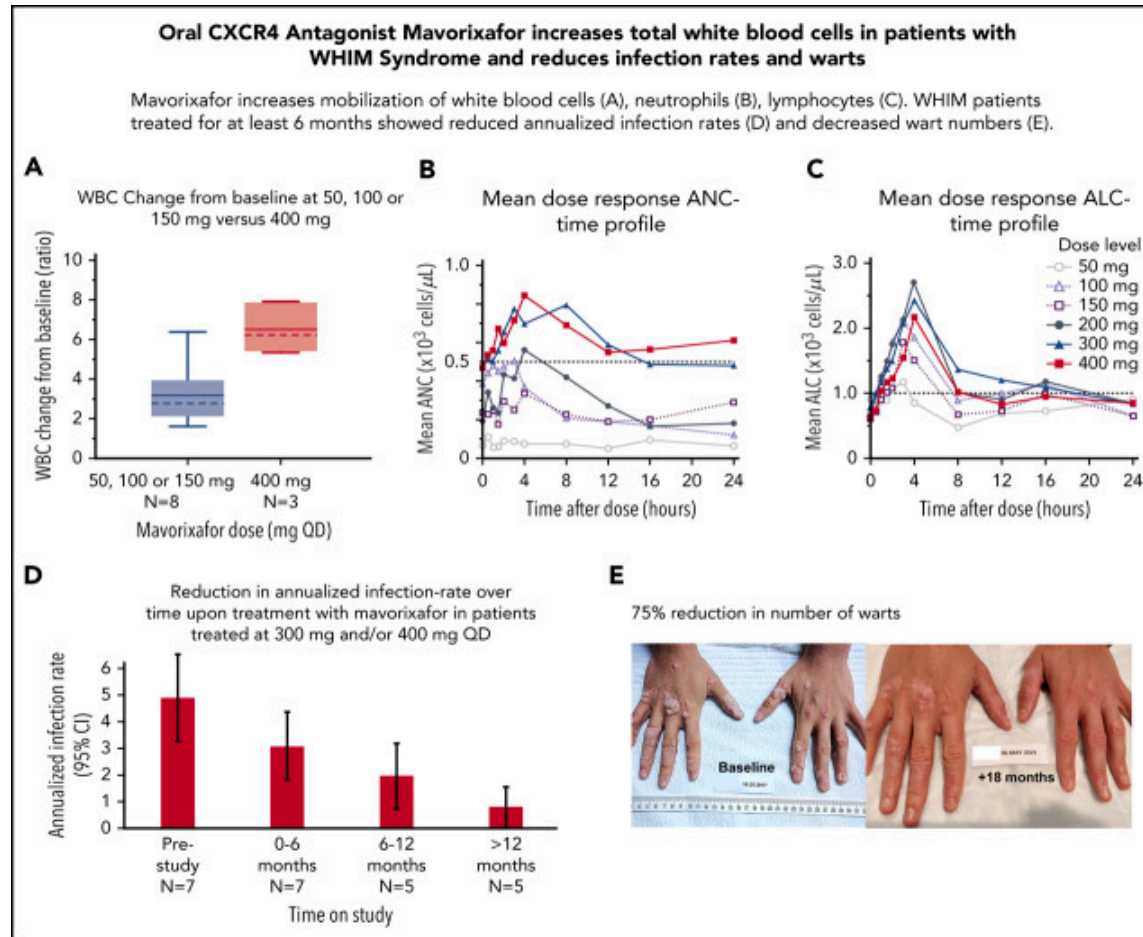 Oral CXCR4 Antagonist Mavorixafor increases total white blood cells in patients with
WHIM Syndrome and reduces infection rates and warts
Mavorixafor increases mobilization of white blood cells (A), neutrophils (B), lymphocytes (C). WHIM patients
treated for at least 6 months showed reduced annualized infection rates (D) and decreased wart numbers (E).
A
WBC Change from baseline at 50, 100 or
150 mg versus 400 mg
WBC change from baseline (ratio)
10
8
6
4
2
0
50, 100 or 150 mg
N=8
400 mg
N=3
Mavorixafor dose (mg QD)
B
Mean dose response ANC-
time profile
Mean ANC (x10³ cells/μL)
1.0
0.5
0
0 4 8 12 16 20 24
Time after dose (hours)
C
Mean dose response ALC-
time profile
Mean ALC (x10³ cells/μL)
3.0
2.0
1.0
0
0 4 8 12 16 20 24
Time after dose (hours)
Dose level
50 mg
100 mg
150 mg
200 mg
300 mg
400 mg
D
Reduction in annualized infection-rate over
time upon treatment with mavorixafor in patients
treated at 300 mg and/or 400 mg QD
Annualized infection rate
(95% CI)
6
5
4
3
2
1
0
Pre-
study
N=7
0-6
months
N=7
6-12
months
N=5
>12
months
N=5
Time on study
E
75% reduction in number of warts
Baseline
+18 months